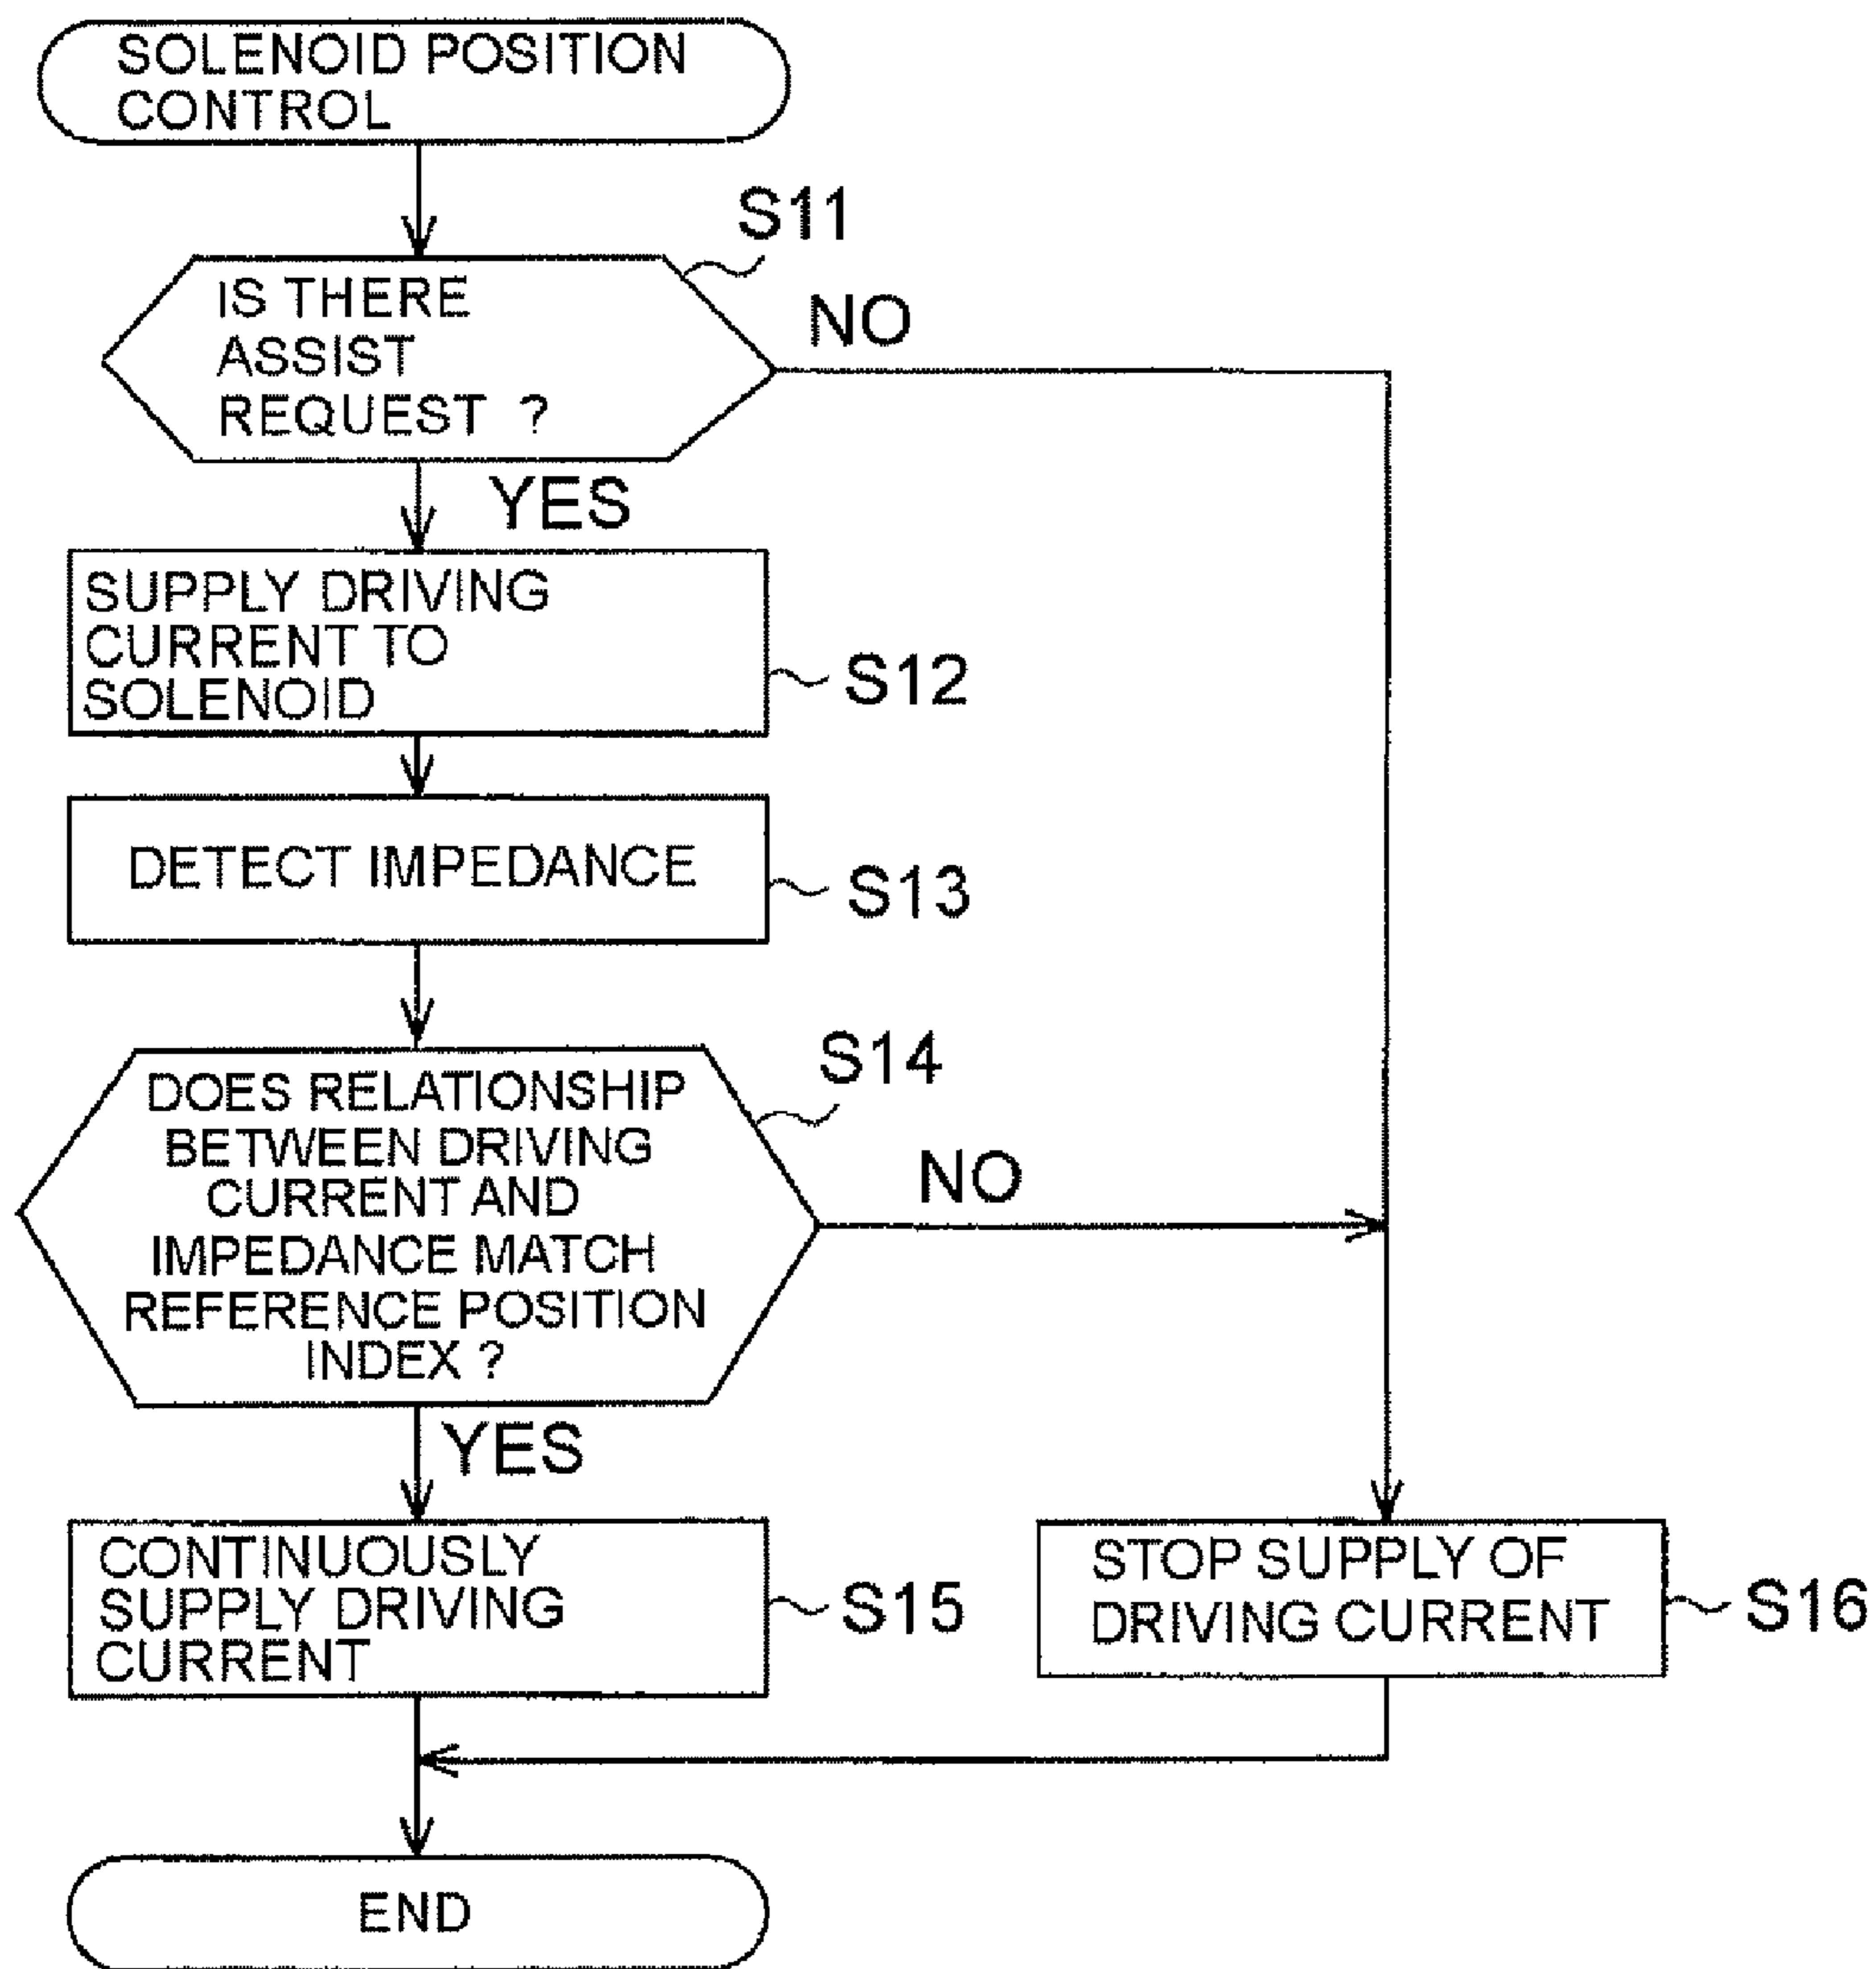 SOLENOID POSITION
CONTROL
S11
IS THERE
ASSIST
REQUEST ?
NO
YES
SUPPLY DRIVING
CURRENT TO
SOLENOID
S12
DETECT IMPEDANCE
S13
S14
DOES RELATIONSHIP
BETWEEN DRIVING
CURRENT AND
IMPEDANCE MATCH
REFERENCE POSITION
INDEX ?
NO
YES
CONTINUOUSLY
SUPPLY DRIVING
CURRENT
S15
STOP SUPPLY OF
DRIVING CURRENT
S16
END